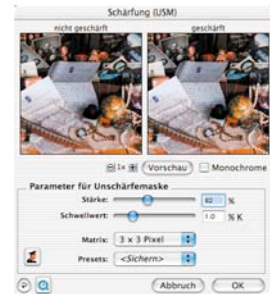 Schärfung (USM)
nicht geschärft geschärft
1x Vorschau Monochrome
Parameter für Unschärfemaske
Stärke: 82 %
Schwellwert: 1.0 % K
Matrix: 3 x 3 Pixel
Presets: <Sichern>
Abbruch OK